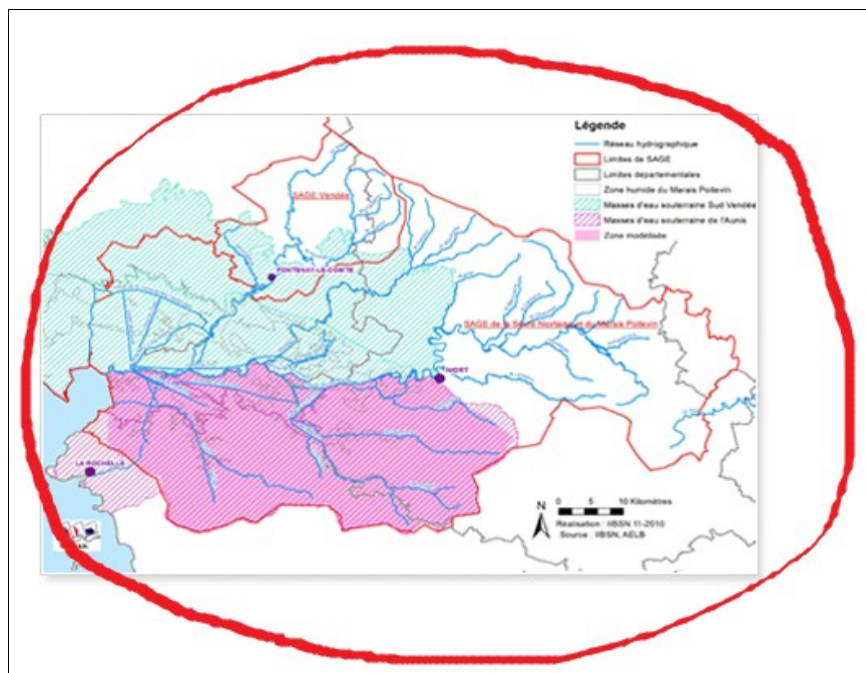 Légende
Réseau hydrographique
Limites de SAGE
Limites départementales
Zone humide du Marais Poitevin
Masses d'eau souterraine Sud Vendée
Masses d'eau souterraine de l'Aunis
Zone modélisée
SAGE Vendée
FONTENAY-LE-COMTE
SAGE de la Sèvre Niortaise et du Marais Poitevin
NIORT
LA ROCHELLE
N
0 5 10 Kilomètres
Réalisation : IIBSN 11-2010
Source : IIBSN, AELB